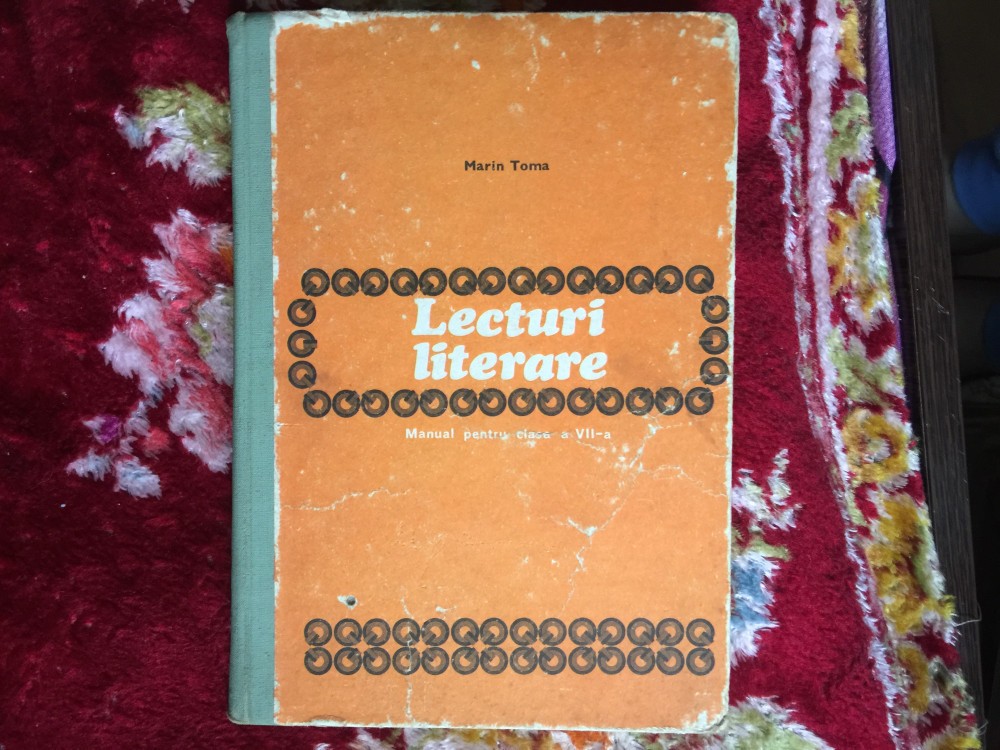 Marin Toma
Lecturi
literare
Manual pentru clasa a VII-a